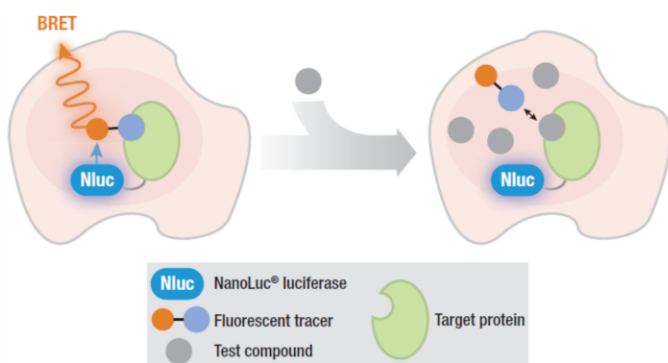 BRET
Nluc
Nluc
Nluc NanoLuc® luciferase
Fluorescent tracer
Target protein
Test compound